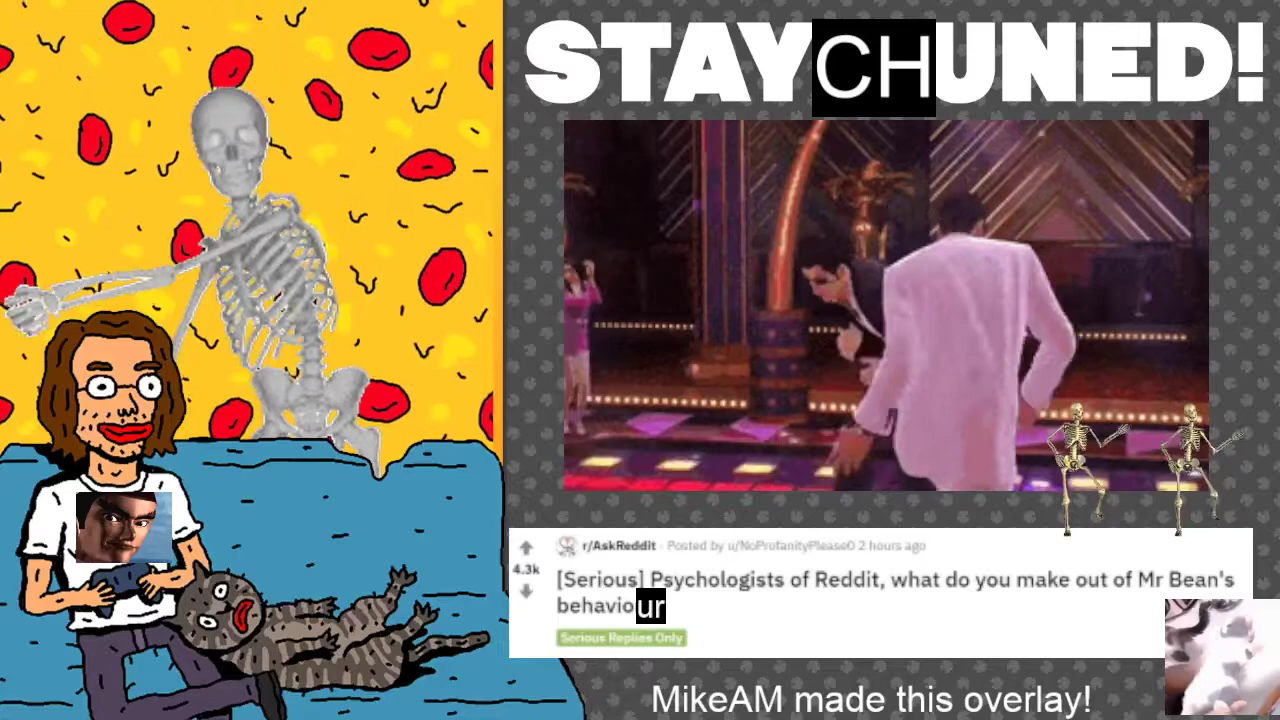 STAYCHUNED!
r/AskReddit · Posted by u/NoProfanityPlease0 2 hours ago
4.3k
[Serious] Psychologists of Reddit, what do you make out of Mr Bean's
behaviour
Serious Replies Only
MikeAM made this overlay!